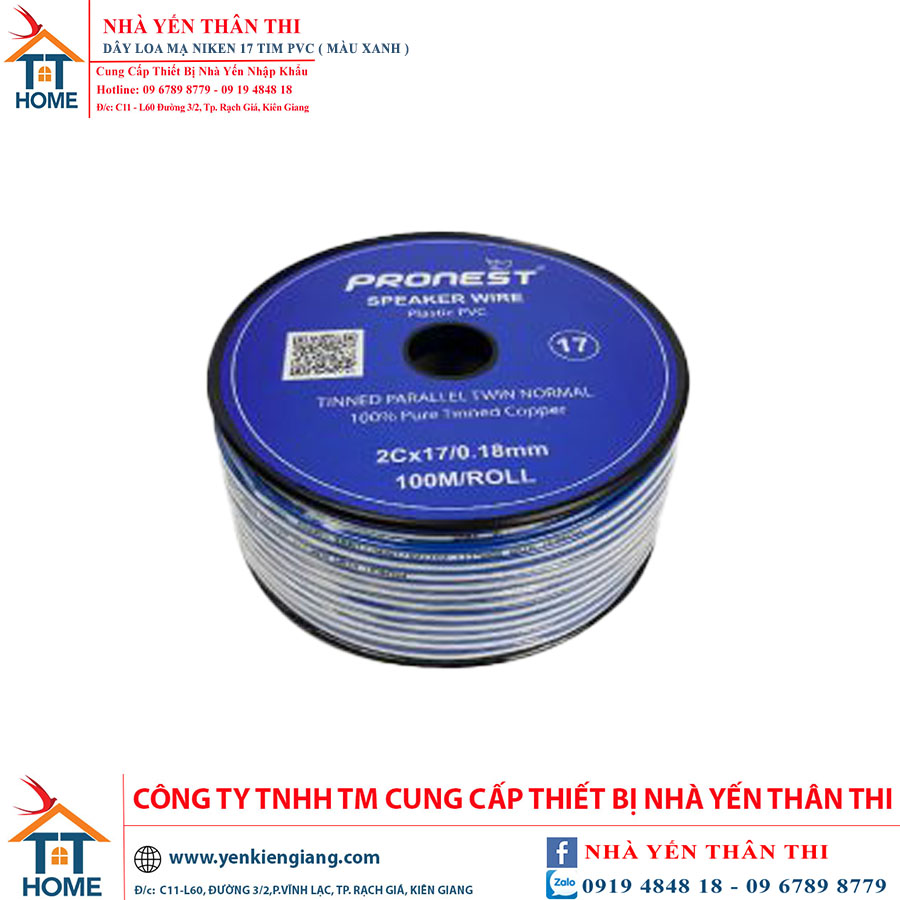 NHÀ YẾN THÂN THI
DÂY LOA MẠ NIKEN 17 TIM PVC ( MÀU XANH )
Cung Cấp Thiết Bị Nhà Yến Nhập Khẩu
Hotline: 09 6789 8779 - 09 19 4848 18
Đ/c: C11 - L60 Đường 3/2, Tp. Rạch Giá, Kiên Giang
TT
HOME
PRONEST
SPEAKER WIRE
Plastic PVC
17
TINNED PARALLEL TWIN NORMAL
100% Pure Tinned Copper
2Cx17/0.18mm
100M/ROLL
CÔNG TY TNHH TM CUNG CẤP THIẾT BỊ NHÀ YẾN THÂN THI
TT
HOME
www.yenkiengiang.com
f NHÀ YẾN THÂN THI
Đ/c: C11-L60, ĐƯỜNG 3/2,P.VĨNH LẠC, TP. RẠCH GIÁ, KIÊN GIANG
Zalo 0919 4848 18 - 09 6789 8779